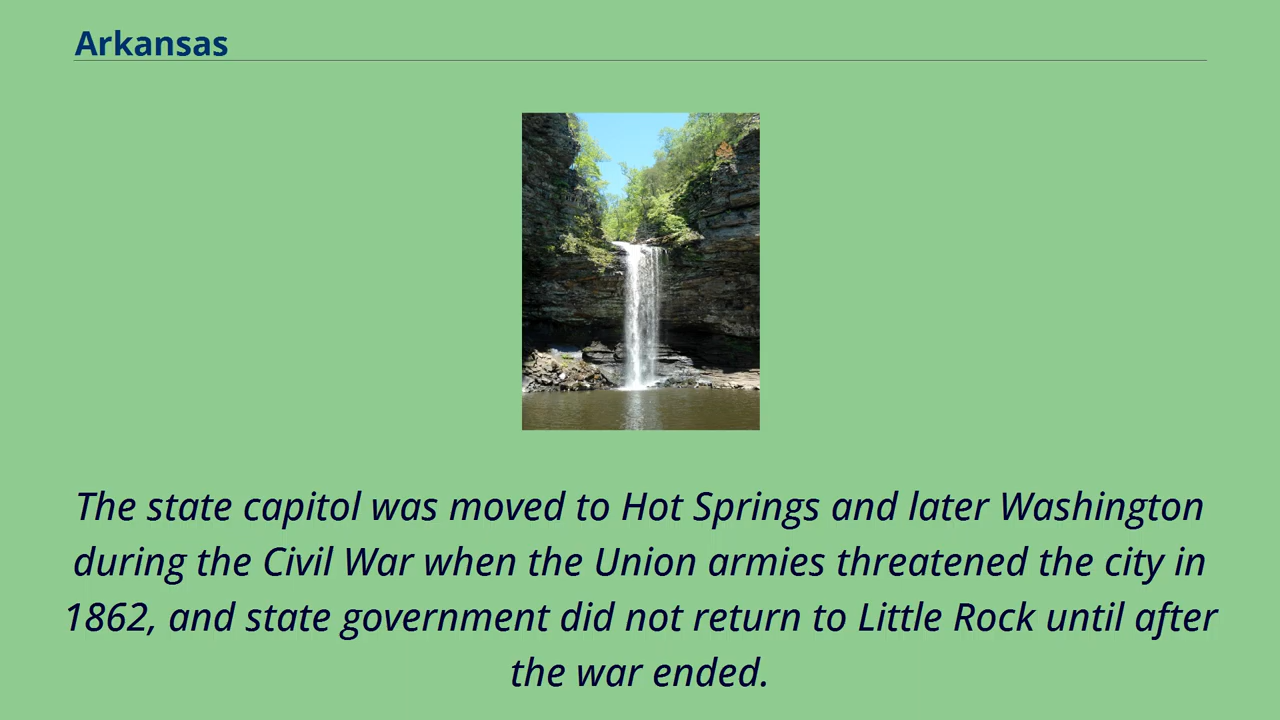 Arkansas
The state capitol was moved to Hot Springs and later Washington
during the Civil War when the Union armies threatened the city in
1862, and state government did not return to Little Rock until after
the war ended.